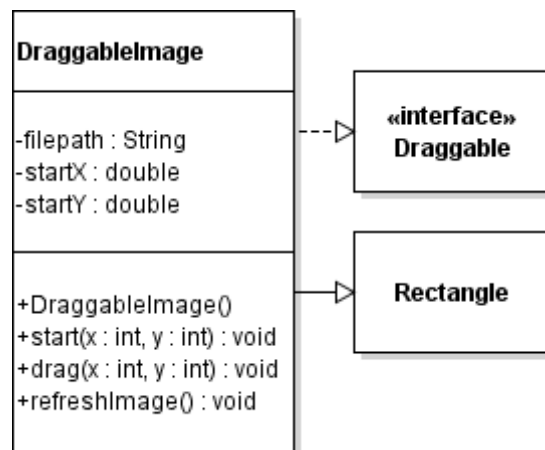 DraggableImage
-filepath : String
-startX : double
-startY : double
+DraggableImage()
+start(x : int, y : int) : void
+drag(x : int, y : int) : void
+refreshImage() : void
«interface»
Draggable
Rectangle